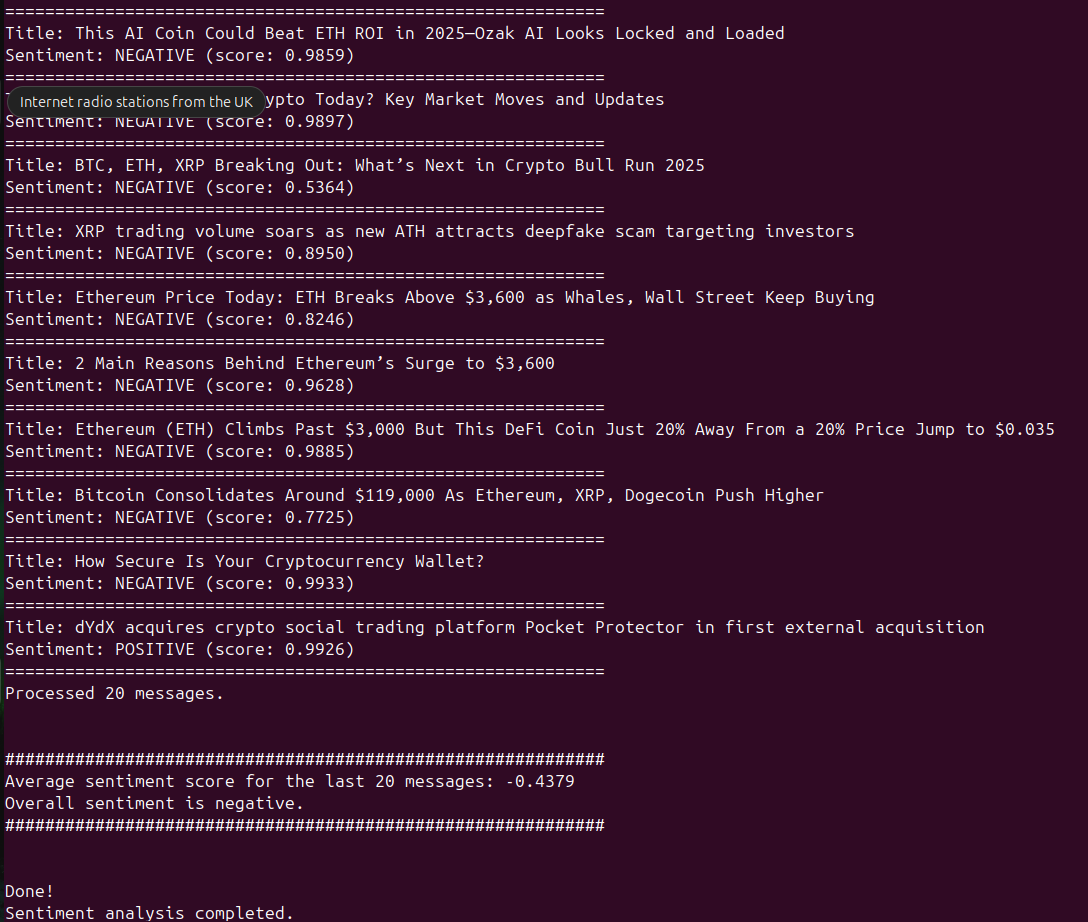 ============================================================
Title: This AI Coin Could Beat ETH ROI in 2025—Ozak AI Looks Locked and Loaded
Sentiment: NEGATIVE (score: 0.9859)
============================================================
Internet radio stations from the UK
ypto Today? Key Market Moves and Updates
Sentiment: NEGATIVE (score: 0.9897)
============================================================
Title: BTC, ETH, XRP Breaking Out: What’s Next in Crypto Bull Run 2025
Sentiment: NEGATIVE (score: 0.5364)
============================================================
Title: XRP trading volume soars as new ATH attracts deepfake scam targeting investors
Sentiment: NEGATIVE (score: 0.8950)
============================================================
Title: Ethereum Price Today: ETH Breaks Above $3,600 as Whales, Wall Street Keep Buying
Sentiment: NEGATIVE (score: 0.8246)
============================================================
Title: 2 Main Reasons Behind Ethereum’s Surge to $3,600
Sentiment: NEGATIVE (score: 0.9628)
============================================================
Title: Ethereum (ETH) Climbs Past $3,000 But This DeFi Coin Just 20% Away From a 20% Price Jump to $0.035
Sentiment: NEGATIVE (score: 0.9885)
============================================================
Title: Bitcoin Consolidates Around $119,000 As Ethereum, XRP, Dogecoin Push Higher
Sentiment: NEGATIVE (score: 0.7725)
============================================================
Title: How Secure Is Your Cryptocurrency Wallet?
Sentiment: NEGATIVE (score: 0.9933)
============================================================
Title: dYdX acquires crypto social trading platform Pocket Protector in first external acquisition
Sentiment: POSITIVE (score: 0.9926)
============================================================
Processed 20 messages.
############################################################
Average sentiment score for the last 20 messages: -0.4379
Overall sentiment is negative.
############################################################
Done!
Sentiment analysis completed.